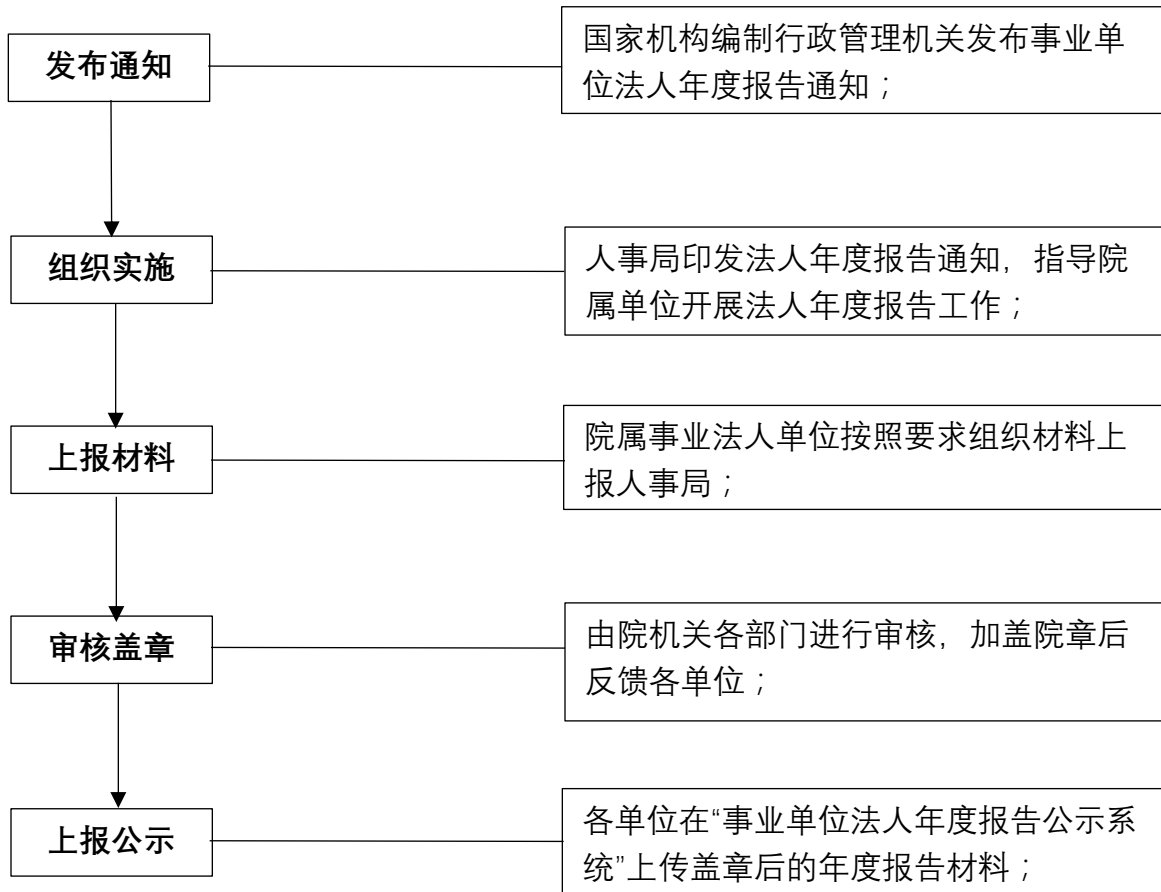 发布通知
国家机构编制行政管理机关发布事业单
位法人年度报告通知；
组织实施
人事局印发法人年度报告通知，指导院
属单位开展法人年度报告工作；
上报材料
院属事业法人单位按照要求组织材料上
报人事局；
审核盖章
由院机关各部门进行审核，加盖院章后
反馈各单位；
上报公示
各单位在“事业单位法人年度报告公示系
统”上传盖章后的年度报告材料；